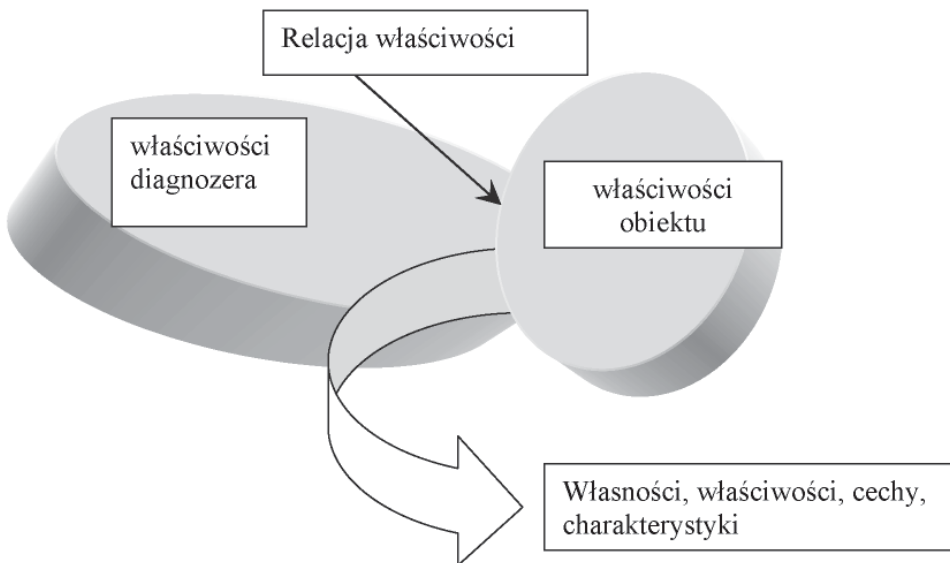 Relacja właściwości
właściwości
diagnozera
właściwości
obiektu
Własności, właściwości, cechy,
charakterystyki